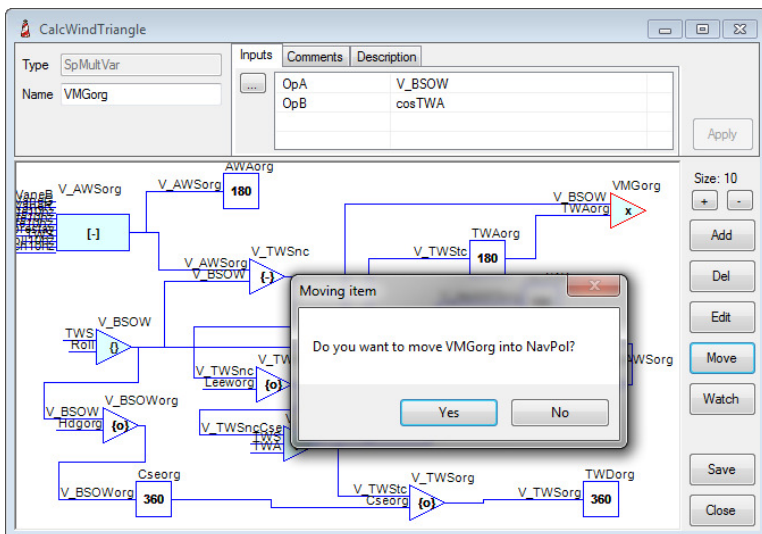 CalcWindTriangle
Type SpMultVar
Name VMGorg
Inputs Comments Description
...
OpA V_BSOW
OpB cosTWA
Apply
Size: 10
+ -
Add
Del
Edit
Move
Watch
Save
Close
V_AWSorg
[-]
AWAorg
V_AWSorg 180
VMGorg
V_BSOW
TWAorg x
TWAorg
V_TWStc 180
V_TWSnc
V_AWSorg
V_BSOW {-}
V_BSOW
TWS
Roll {}
V_TWSnc
Leeworg {o}
WSorg
V_BSOWorg
V_BSOW
Hdgorg {o}
V_TWSncCse
TWS
TWA
Cseorg
V_BSOWorg 360
V_TWSorg
V_TWStc
Cseorg {o}
TWDorg
V_TWSorg 360
Moving item
x
Do you want to move VMGorg into NavPol?
Yes No